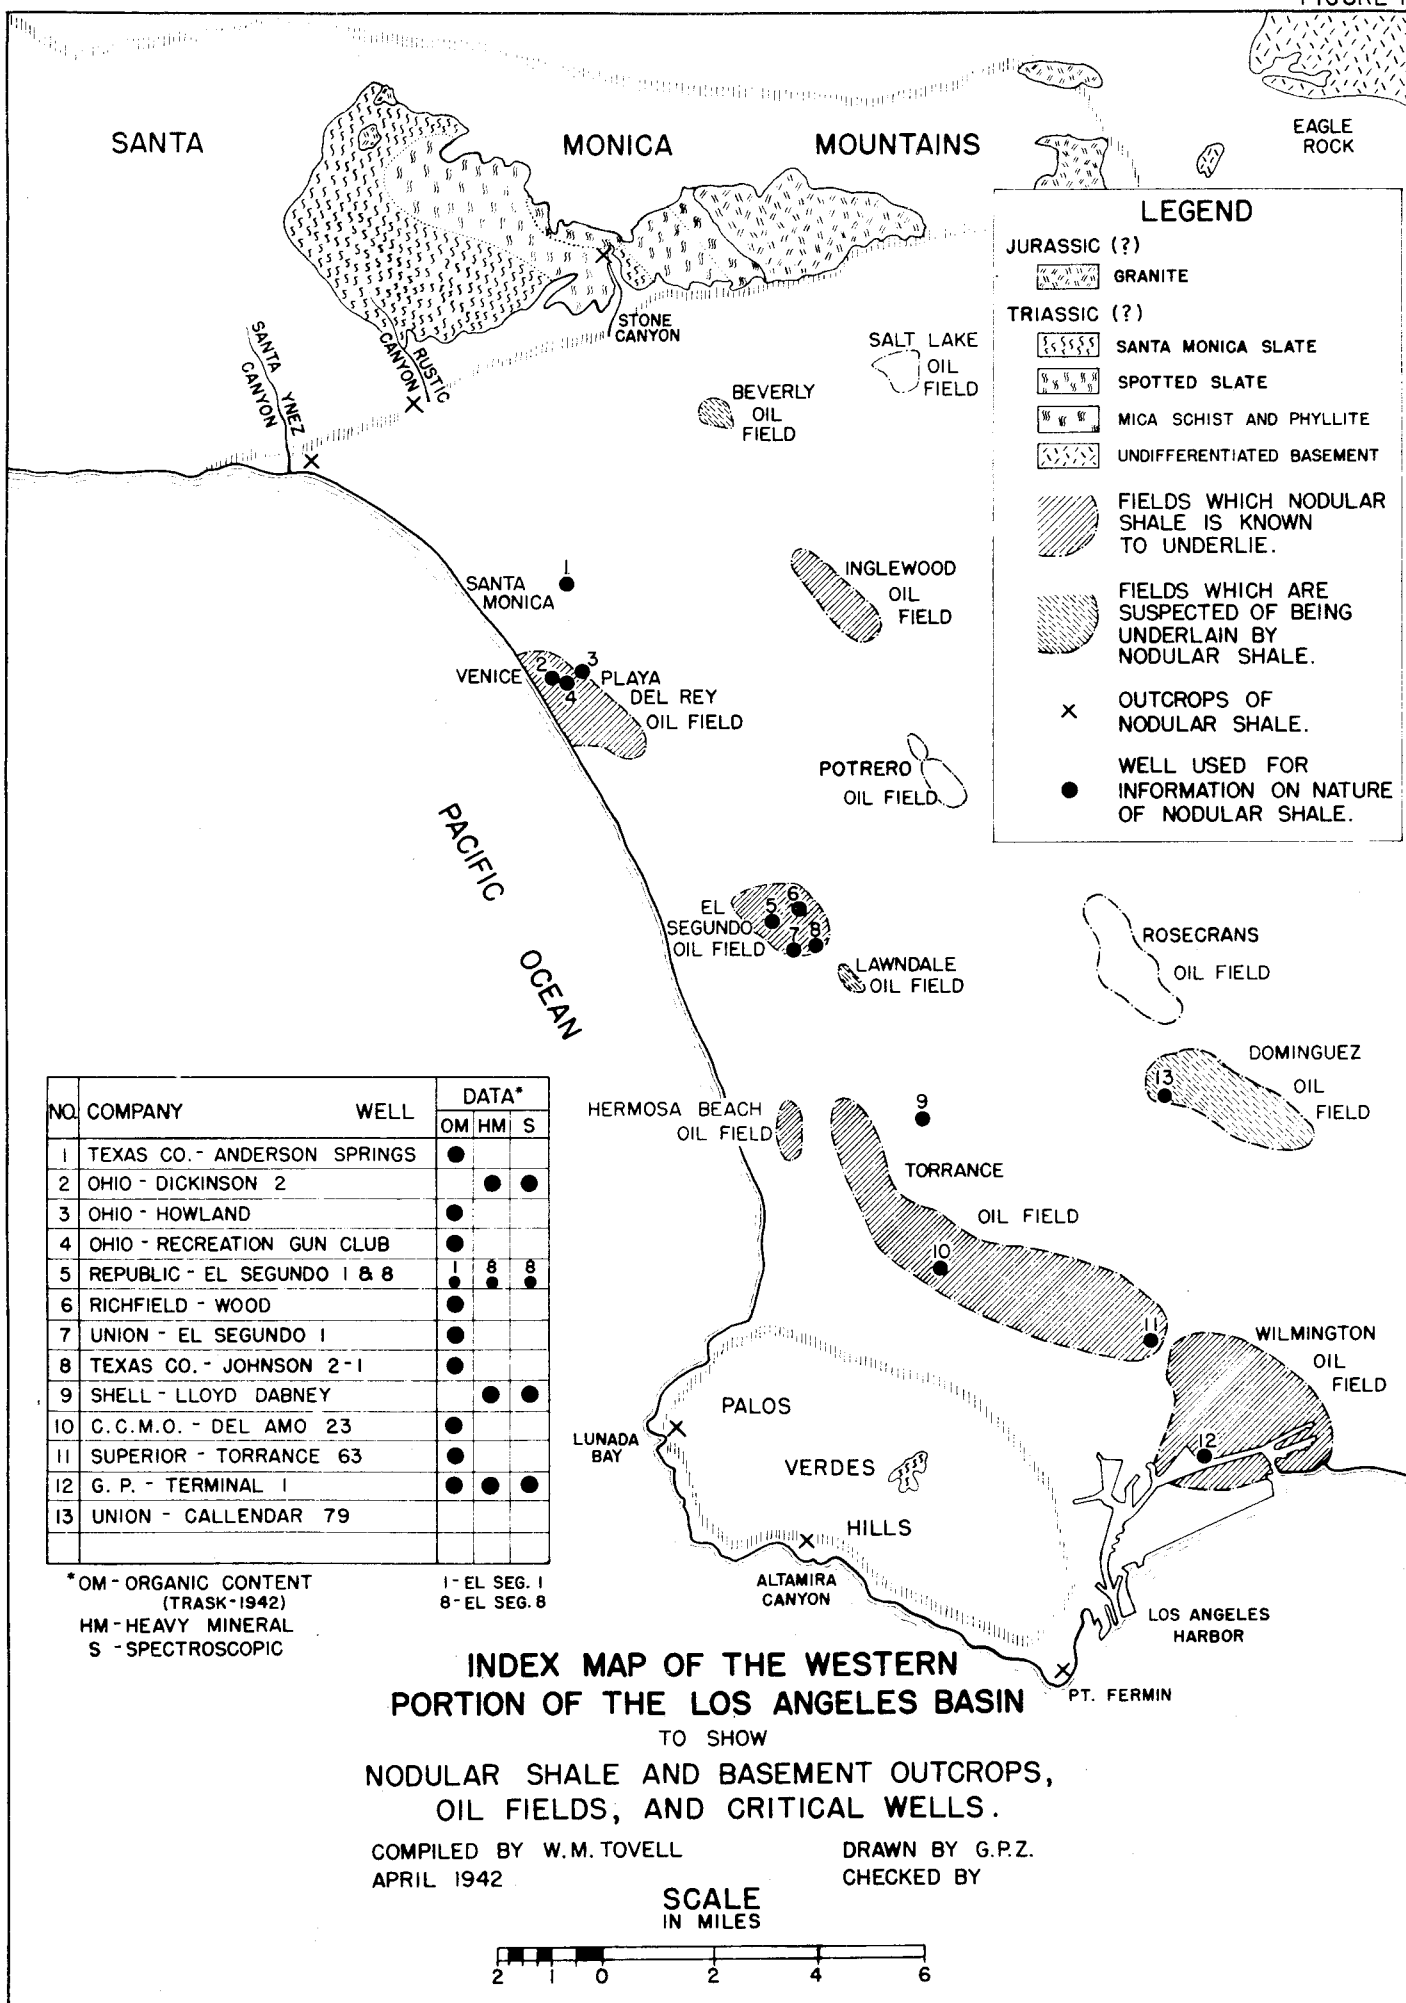 FIGURE 1
SANTA MONICA MOUNTAINS
EAGLE
ROCK
STONE
CANYON
RUSTIC
CANYON
SANTA YNEZ
CANYON
SALT LAKE
OIL
FIELD
BEVERLY
OIL
FIELD
LEGEND
JURASSIC (?)
GRANITE
TRIASSIC (?)
SANTA MONICA SLATE
SPOTTED SLATE
MICA SCHIST AND PHYLLITE
UNDIFFERENTIATED BASEMENT
FIELDS WHICH NODULAR
SHALE IS KNOWN
TO UNDERLIE.
FIELDS WHICH ARE
SUSPECTED OF BEING
UNDERLAIN BY
NODULAR SHALE.
OUTCROPS OF
NODULAR SHALE.
WELL USED FOR
INFORMATION ON NATURE
OF NODULAR SHALE.
1
SANTA
MONICA
INGLEWOOD
OIL
FIELD
VENICE
2
3
4
PLAYA
DEL REY
OIL FIELD
POTRERO
OIL FIELD
PACIFIC
OCEAN
EL
SEGUNDO
OIL FIELD
5
6
7
8
LAWNDALE
OIL FIELD
ROSECRANS
OIL FIELD
DOMINGUEZ
OIL
FIELD
13
HERMOSA BEACH
OIL FIELD
9
TORRANCE
OIL FIELD
10
11
WILMINGTON
OIL
FIELD
12
PALOS
VERDES
HILLS
LUNADA
BAY
ALTAMIRA
CANYON
LOS ANGELES
HARBOR
PT. FERMIN
NO. COMPANY WELL DATA*
OM HM S
1 TEXAS CO. - ANDERSON SPRINGS
2 OHIO - DICKINSON 2
3 OHIO - HOWLAND
4 OHIO - RECREATION GUN CLUB
5 REPUBLIC - EL SEGUNDO 1 & 8 1 8 8
6 RICHFIELD - WOOD
7 UNION - EL SEGUNDO 1
8 TEXAS CO. - JOHNSON 2-1
9 SHELL - LLOYD DABNEY
10 C.C.M.O. - DEL AMO 23
11 SUPERIOR - TORRANCE 63
12 G. P. - TERMINAL 1
13 UNION - CALLENDAR 79
*OM - ORGANIC CONTENT
(TRASK-1942)
HM - HEAVY MINERAL
S - SPECTROSCOPIC
1 - EL SEG. 1
8 - EL SEG. 8
INDEX MAP OF THE WESTERN
PORTION OF THE LOS ANGELES BASIN
TO SHOW
NODULAR SHALE AND BASEMENT OUTCROPS,
OIL FIELDS, AND CRITICAL WELLS.
COMPILED BY W.M. TOVELL
APRIL 1942
DRAWN BY G.P.Z.
CHECKED BY
SCALE
IN MILES
2 1 0 2 4 6